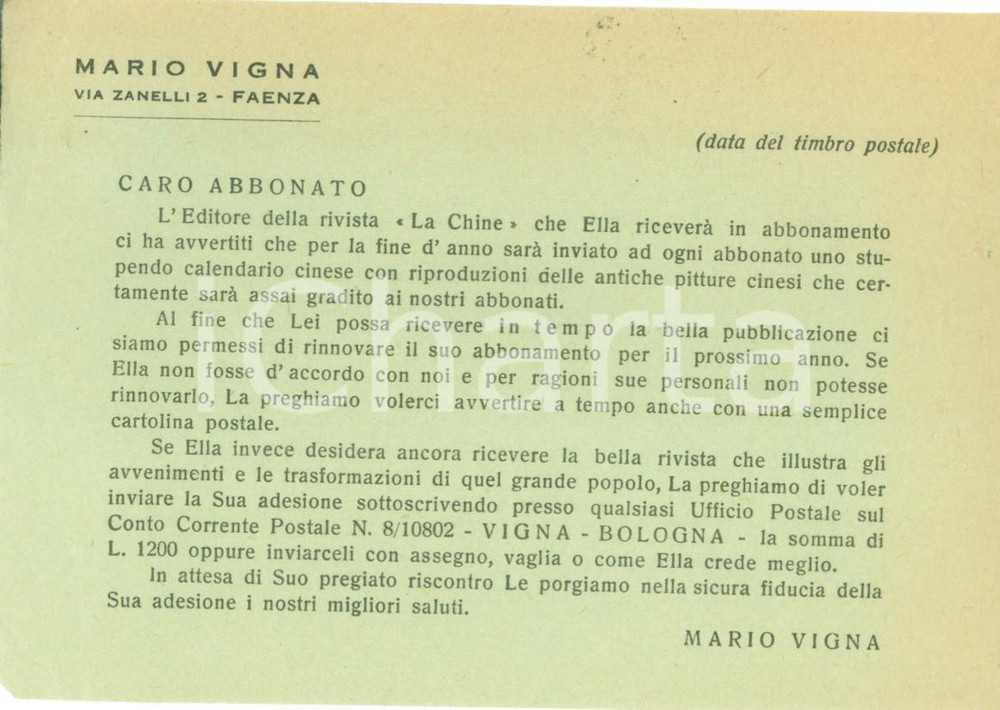 MARIO VIGNA
VIA ZANELLI 2 - FAENZA
(data del timbro postale)
CARO ABBONATO
L' Editore della rivista « La Chine » che Ella riceverà in abbonamento
ci ha avvertiti che per la fine d' anno sarà inviato ad ogni abbonato uno stu-
pendo calendario cinese con riproduzioni delle antiche pitture cinesi che cer-
tamente sarà assai gradito ai nostri abbonati.
Al fine che Lei possa ricevere in tempo la bella pubblicazione ci
siamo permessi di rinnovare il suo abbonamento per il prossimo anno. Se
Ella non fosse d' accordo con noi e per ragioni sue personali non potesse
rinnovarlo, La preghiamo volerci avvertire a tempo anche con una semplice
cartolina postale.
Se Ella invece desidera ancora ricevere la bella rivista che illustra gli
avvenimenti e le trasformazioni di quel grande popolo, La preghiamo di voler
inviare la Sua adesione sottoscrivendo presso qualsiasi Ufficio Postale sul
Conto Corrente Postale N. 8/10802 - VIGNA - BOLOGNA - la somma di
L. 1200 oppure inviarceli con assegno, vaglia o come Ella crede meglio.
In attesa di Suo pregiato riscontro Le porgiamo nella sicura fiducia della
Sua adesione i nostri migliori saluti.
MARIO VIGNA
iCharta